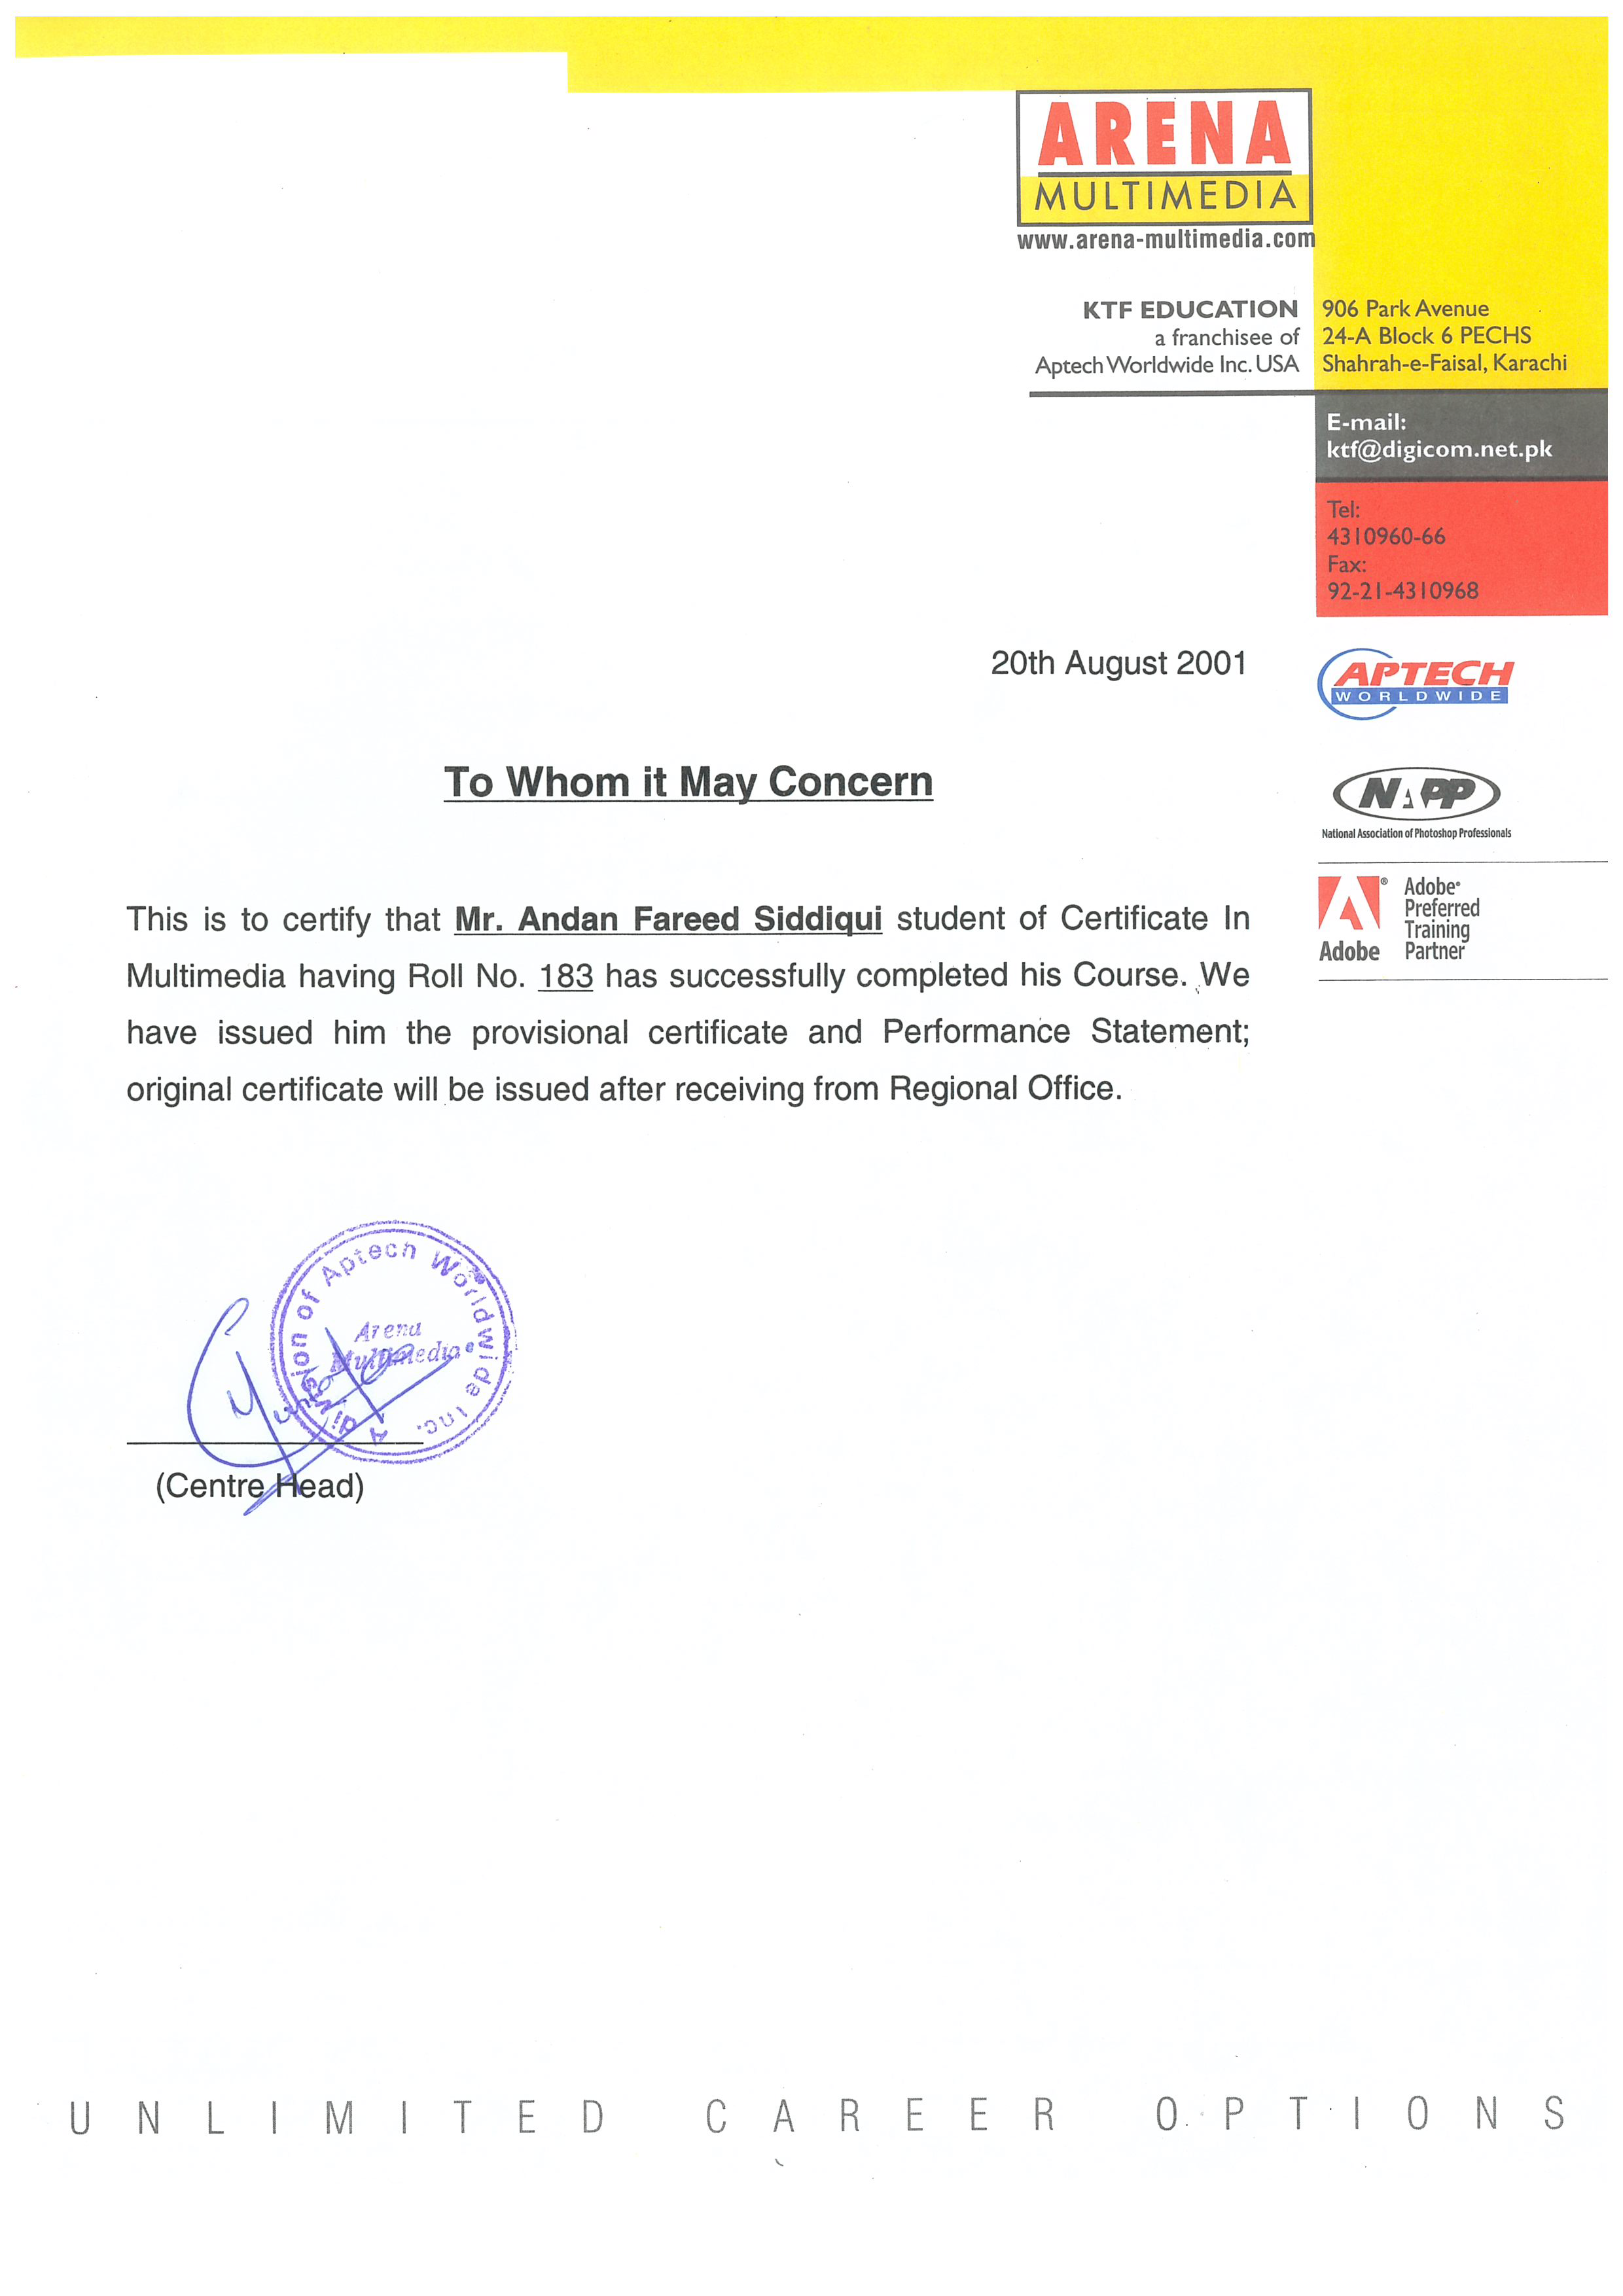 ARENA
MULTIMEDIA
www.arena-multimedia.com
KTF EDUCATION
a franchisee of
Aptech Worldwide Inc. USA
906 Park Avenue
24-A Block 6 PECHS
Shahrah-e-Faisal, Karachi
E-mail:
ktf@digicom.net.pk
Tel:
4310960-66
Fax:
92-21-4310968
20th August 2001
APTECH
WORLDWIDE
NAPP
National Association of Photoshop Professionals
Adobe
Adobe
Preferred
Training
Partner
To Whom it May Concern
This is to certify that Mr. Andan Fareed Siddiqui student of Certificate In
Multimedia having Roll No. 183 has successfully completed his Course. We
have issued him the provisional certificate and Performance Statement;
original certificate will be issued after receiving from Regional Office.
A division of Aptech Worldwide Inc.
Arena
Multimedia
(Centre Head)
UNLIMITED CAREER OPTIONS